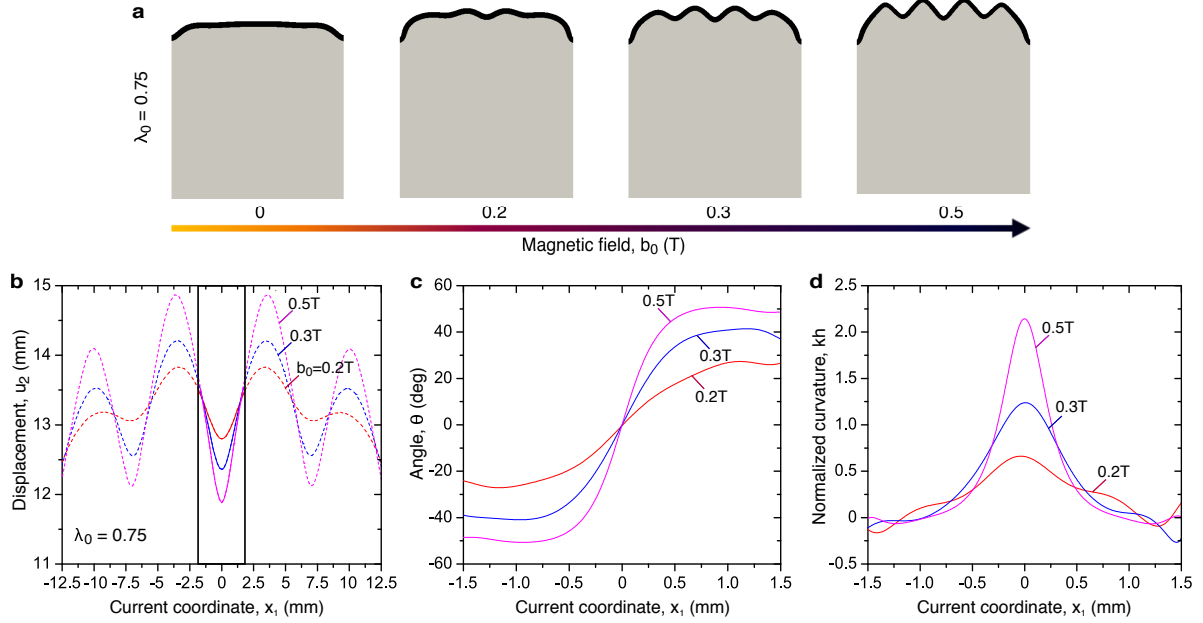 a
λ₀ = 0.75
0 0.2 0.3 0.5
Magnetic field, b₀ (T)
b
15
14
13
12
11
Displacement, u₂ (mm)
0.5T
0.3T
b₀=0.2T
λ₀ = 0.75
-12.5 -10 -7.5 -5 -2.5 0 2.5 5 7.5 10 12.5
Current coordinate, x₁ (mm)
c
60
40
20
0
-20
-40
-60
Angle, θ (deg)
0.5T
0.3T
0.2T
-1.5 -1.0 -0.5 0 0.5 1.0 1.5
Current coordinate, x₁ (mm)
d
2.5
2.0
1.5
1.0
0.5
0
-0.5
Normalized curvature, kh
0.5T
0.3T
0.2T
-1.5 -1.0 -0.5 0 0.5 1.0 1.5
Current coordinate, x₁ (mm)